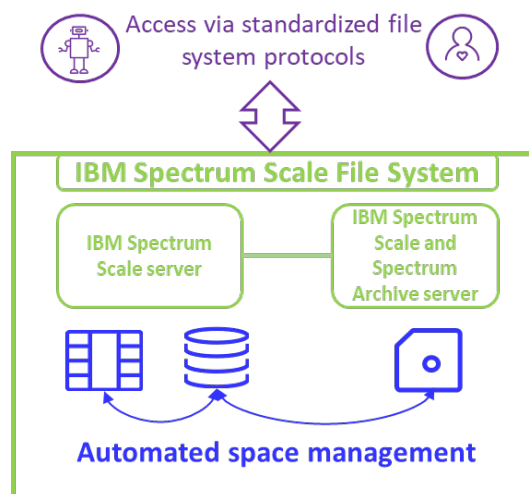 Access via standardized file
system protocols
IBM Spectrum Scale File System
IBM Spectrum
Scale server
IBM Spectrum
Scale and
Spectrum
Archive server
Automated space management